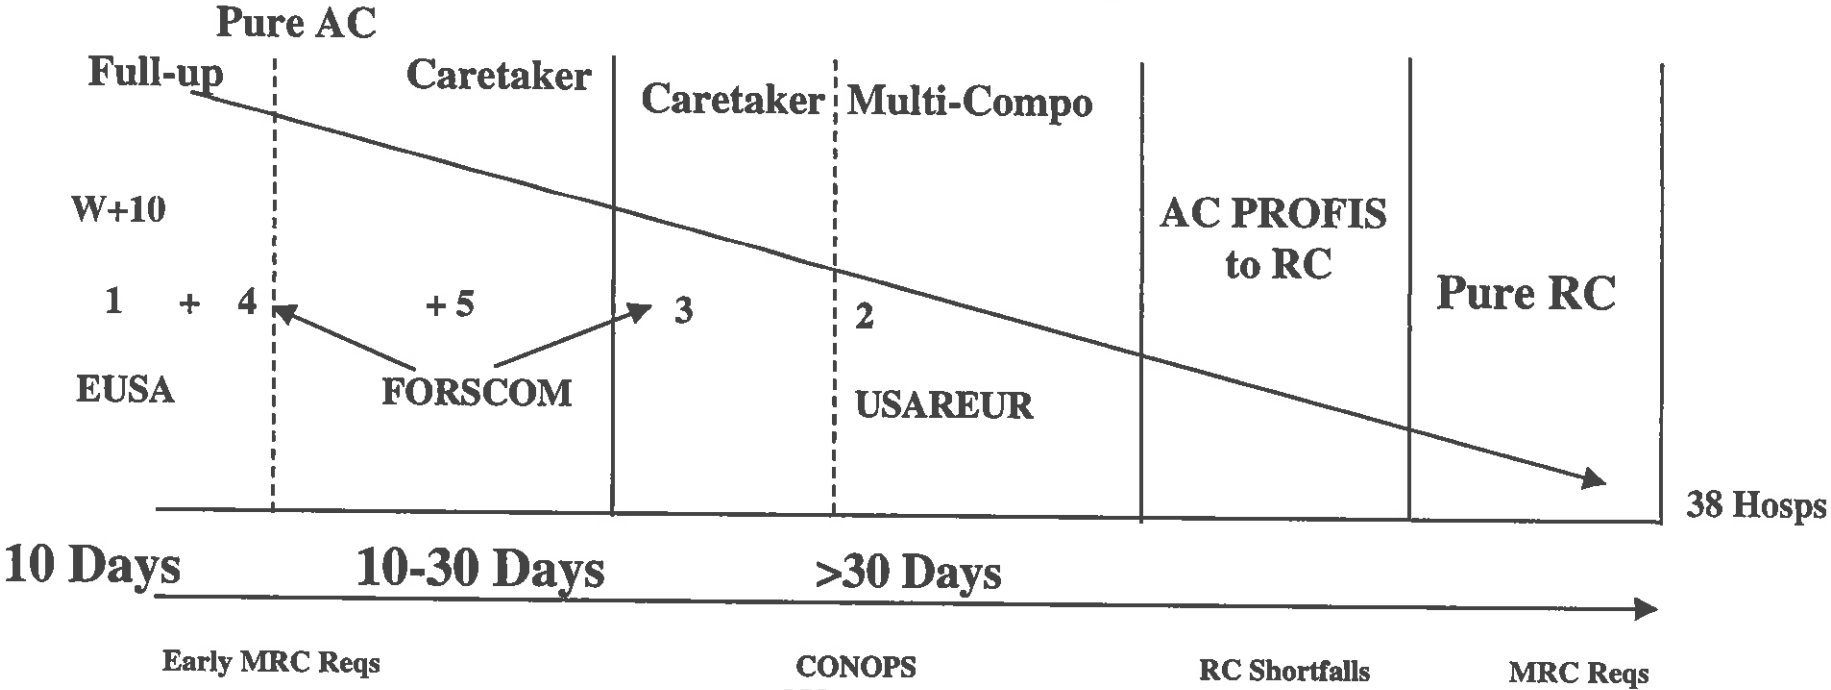 Pure AC
Full-up
Caretaker
Caretaker
Multi-Compo
W+10
AC PROFIS
to RC
Pure RC
1 + 4
+ 5
3
2
EUSA
FORSCOM
USAREUR
38 Hosps
10 Days
10-30 Days
>30 Days
Early MRC Reqs
CONOPS
RC Shortfalls
MRC Reqs